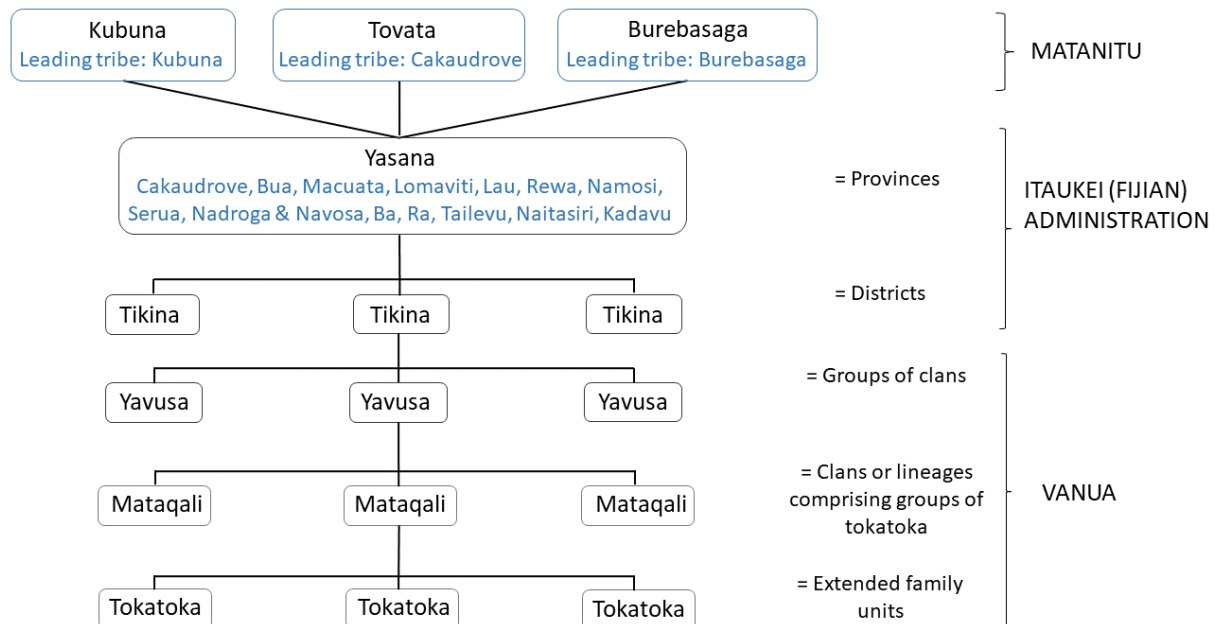 Kubuna
Leading tribe: Kubuna
Tovata
Leading tribe: Cakaudrove
Burebasaga
Leading tribe: Burebasaga
MATANITU
Yasana
Cakaudrove, Bua, Macuata, Lomaviti, Lau, Rewa, Namosi,
Serua, Nadroga & Navosa, Ba, Ra, Tailevu, Naitasiri, Kadavu
= Provinces
ITAUKEI (FIJIAN)
ADMINISTRATION
Tikina
Tikina
Tikina
= Districts
Yavusa
Yavusa
Yavusa
= Groups of clans
Mataqali
Mataqali
Mataqali
= Clans or lineages
comprising groups of
tokatoka
VANUA
Tokatoka
Tokatoka
Tokatoka
= Extended family
units